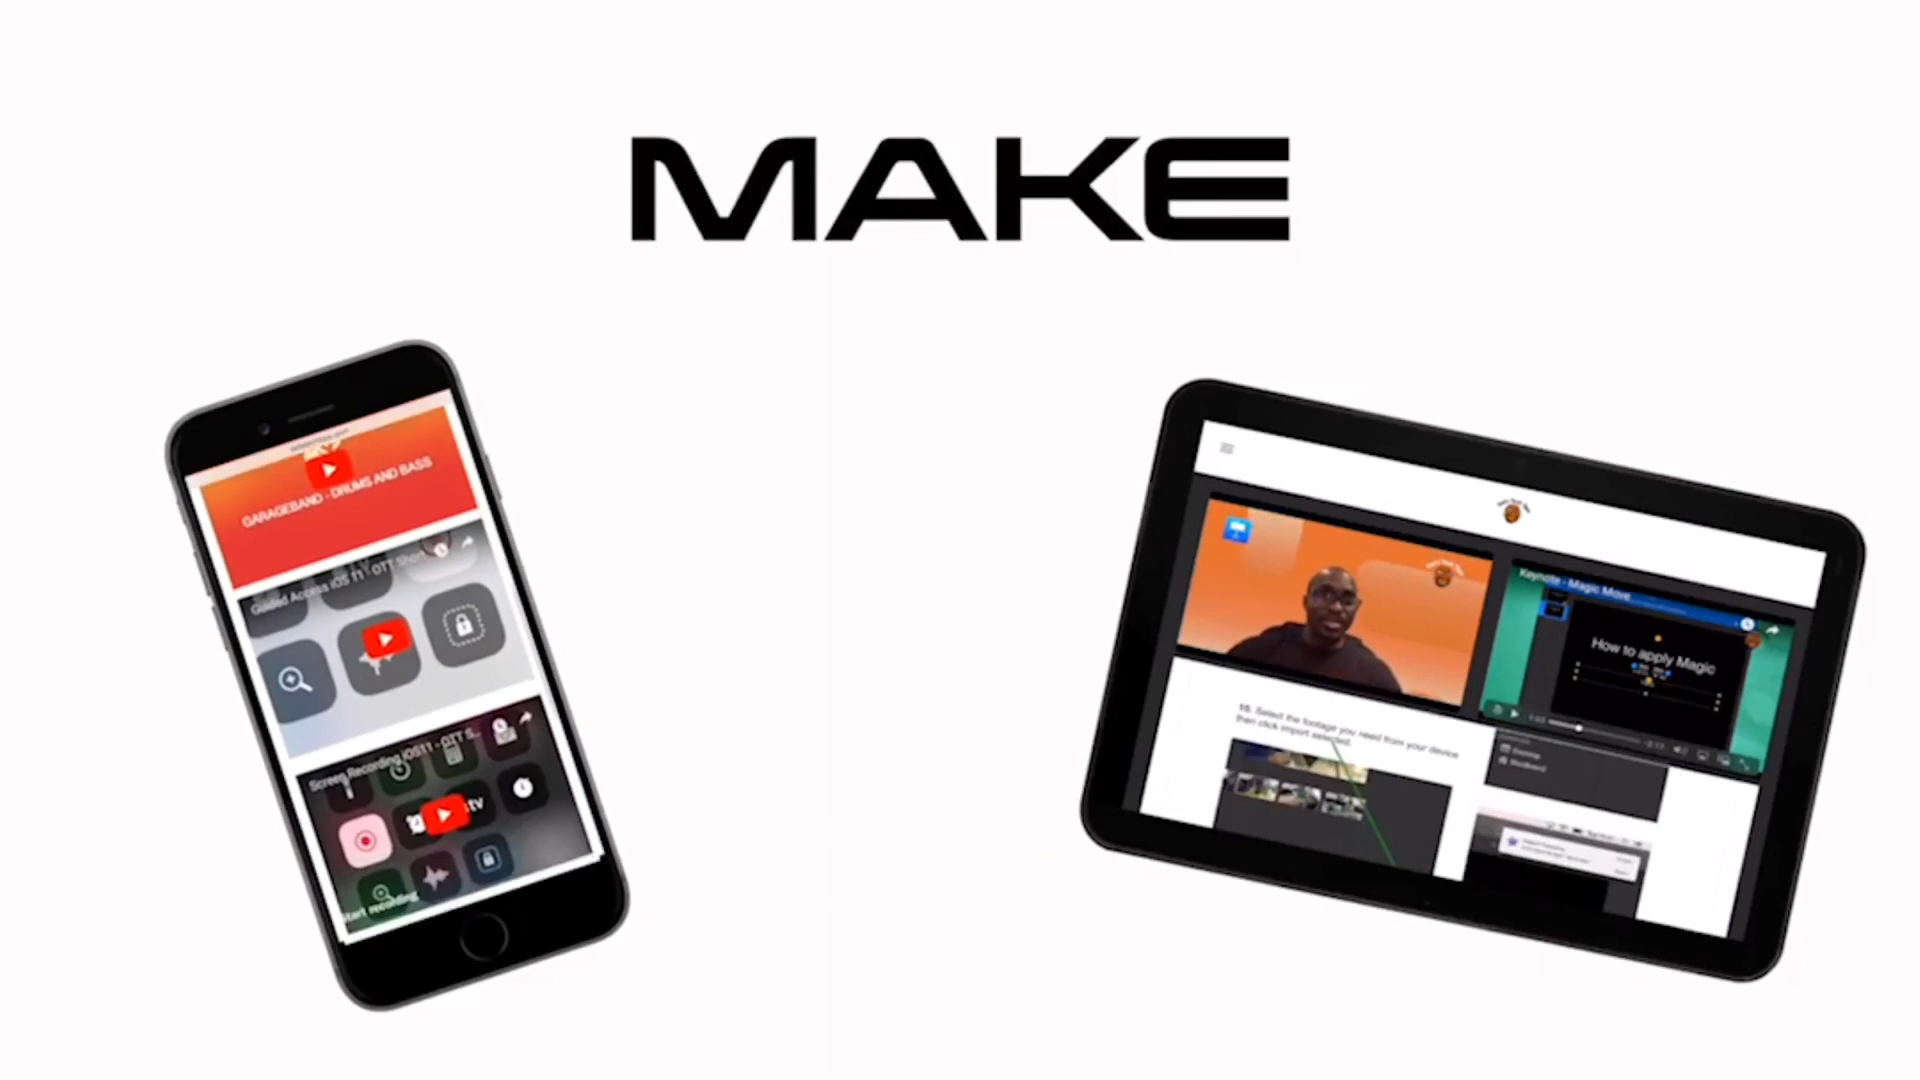 MAKE
GARAGEBAND - DRUMS AND BASS
Guided Access iOS 11 - OTT Short
Screen Recording iOS11 - OTT S...
tv
Start recording
Keynote - Magic Move
How to apply Magic
10. Select the footage you need from your device
then click import selected.